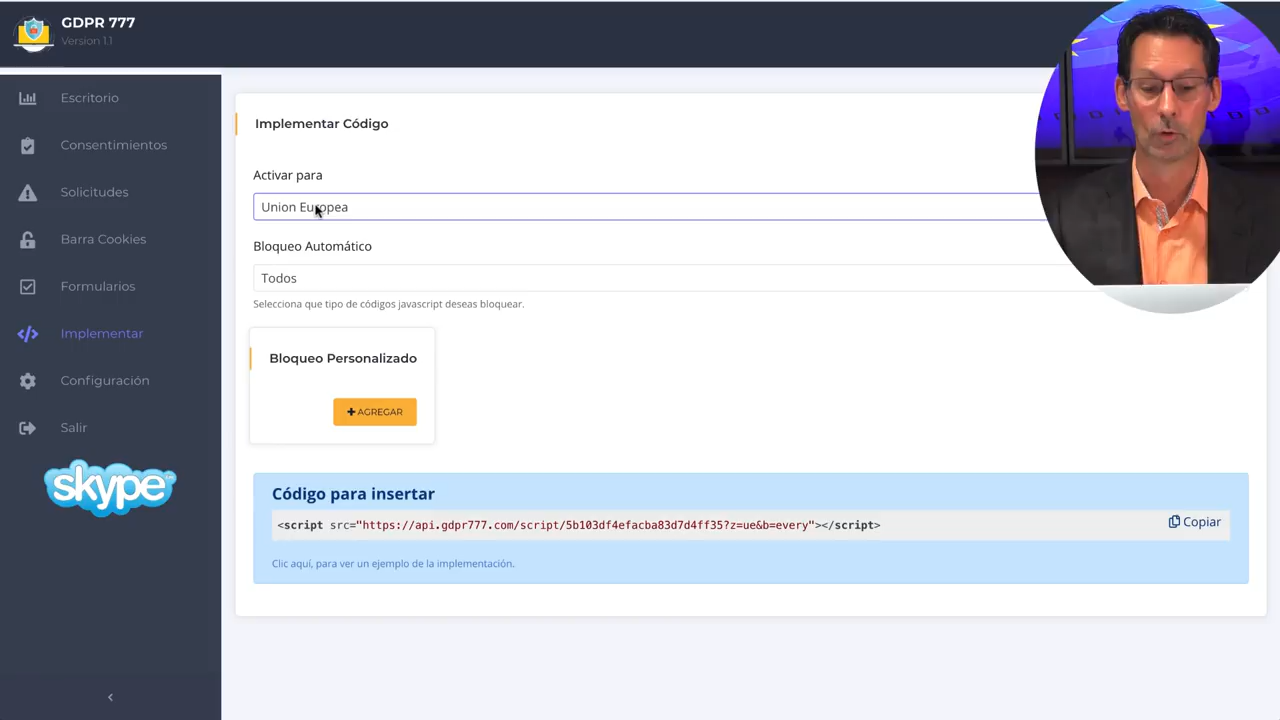 GDPR 777
Version 1.1
Escritorio
Consentimientos
Solicitudes
Barra Cookies
Formularios
Implementar
Configuración
Salir
skype
Implementar Código
Activar para
Union Europea
Bloqueo Automático
Todos
Selecciona que tipo de códigos javascript deseas bloquear.
Bloqueo Personalizado
AGREGAR
Código para insertar
<script src="https://api.gdpr777.com/script/5b103df4efacba83d7d4ff35?z=ue&b=every"></script>
Copiar
Clic aquí, para ver un ejemplo de la implementación.